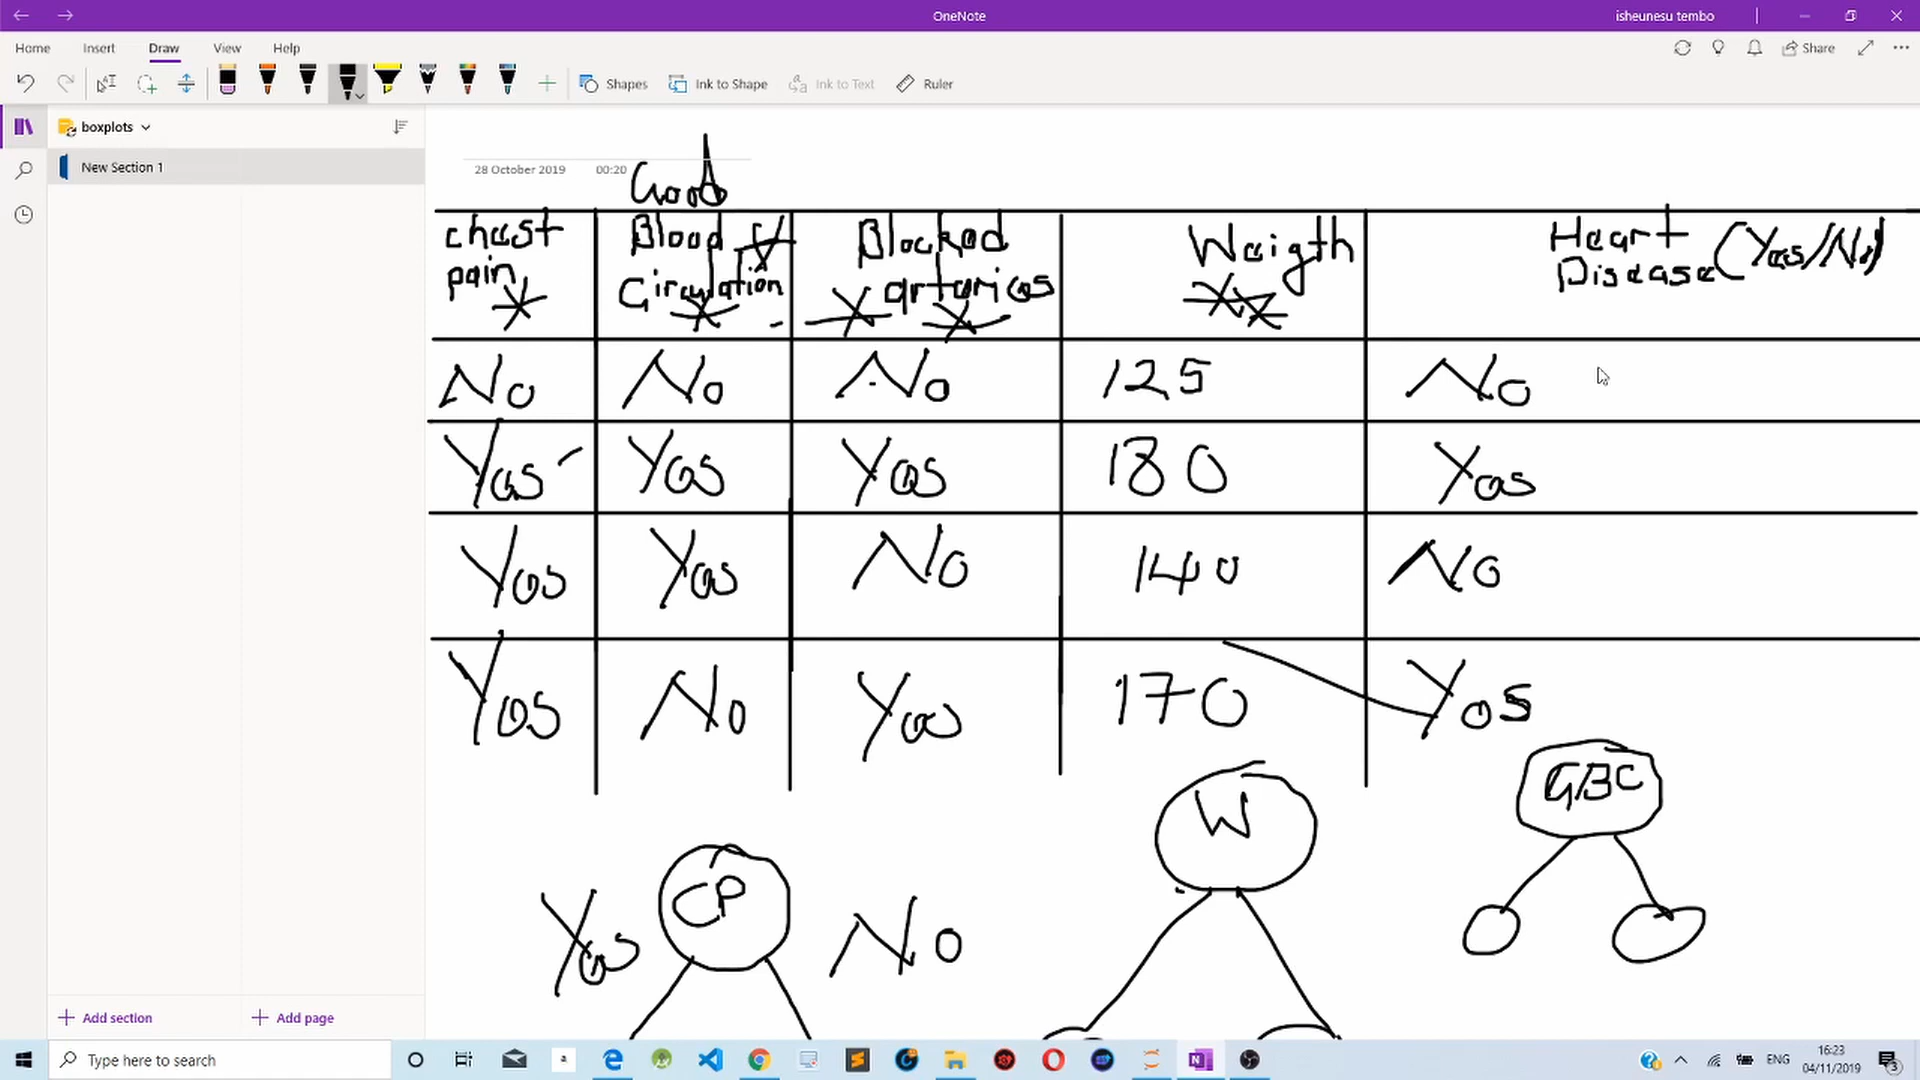 OneNote
isheunesu tembo
Home Insert Draw View Help
Share
Shapes Ink to Shape Ink to Text Ruler
boxplots
New Section 1
28 October 2019 00:20
Good
chest pain
Blood Circulation
Blocked arteries
Weigth
Heart Disease (Yes/No)
No No No 125 No
Yes Yes Yes 180 Yes
Yes Yes No 140 No
Yes No Yes 170 Yes
GBC
W
CP
Yes No
Add section Add page
Type here to search
a
ENG
16:23
04/11/2019
3